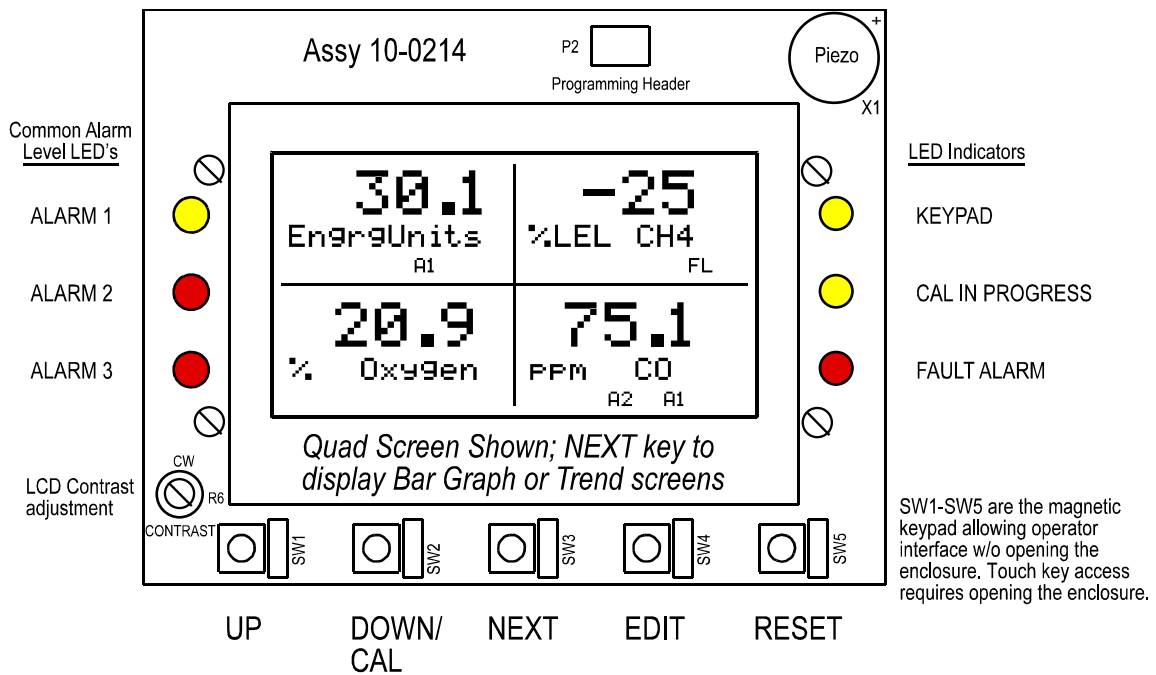 Assy 10-0214
P2
Programming Header
+
Piezo
X1
Common Alarm
Level LED's
ALARM 1
ALARM 2
ALARM 3
LED Indicators
KEYPAD
CAL IN PROGRESS
FAULT ALARM
30.1
EngrgUnits
A1
-25
%LEL CH4
FL
20.9
% Oxygen
75.1
ppm CO
A2 A1
Quad Screen Shown; NEXT key to
display Bar Graph or Trend screens
LCD Contrast
adjustment
CW
R6
CONTRAST
SW1
SW2
SW3
SW4
SW5
UP
DOWN/
CAL
NEXT
EDIT
RESET
SW1-SW5 are the magnetic
keypad allowing operator
interface w/o opening the
enclosure. Touch key access
requires opening the enclosure.